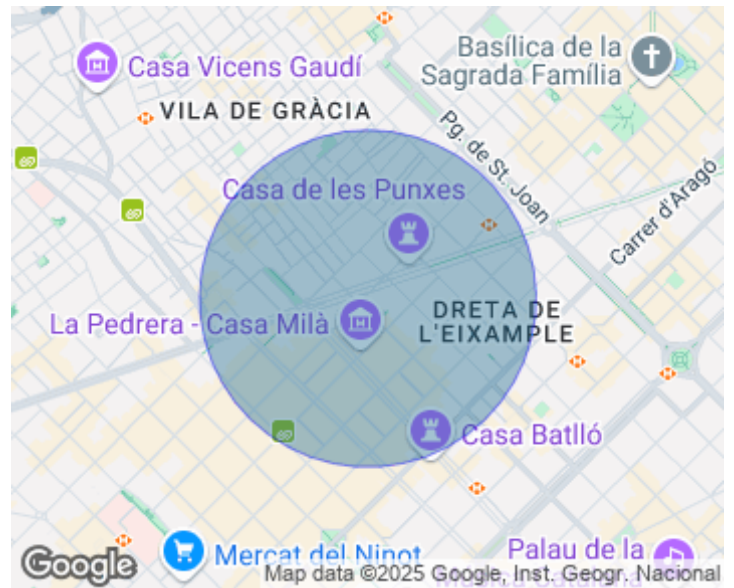 Basílica de la
Sagrada Família
Casa Vicens Gaudí
VILA DE GRÀCIA
Pg. de St. Joan
Casa de les Punxes
Carrer d'Aragó
DRETA DE
L'EIXAMPLE
La Pedrera - Casa Milà
Casa Batlló
Mercat del Ninot
Palau de la
Google
Map data ©2025 Google, Inst. Geogr. Nacional